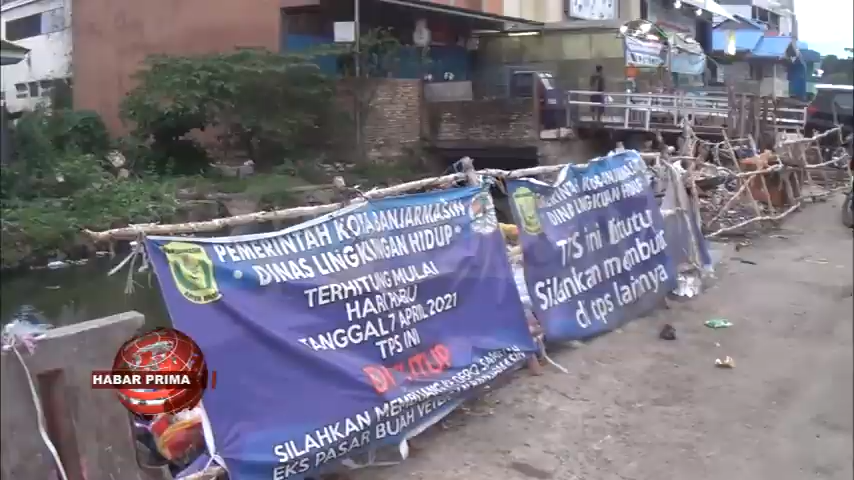 PEMERINTAH KOTA BANJARMASIN
DINAS LINGKUNGAN HIDUP.
TERHITUNG MULAI
HARI RABU
TANGGAL 7 APRIL 2021
TPS INI
DITUTUP
SILAHKAN MEMBUANG
EKS PASAR BUAH
DINAS LINGKUNGAN HIDUP
TPS ini ditutup
Silahkan membuang
di tps lainnya
HABAR PRIMA